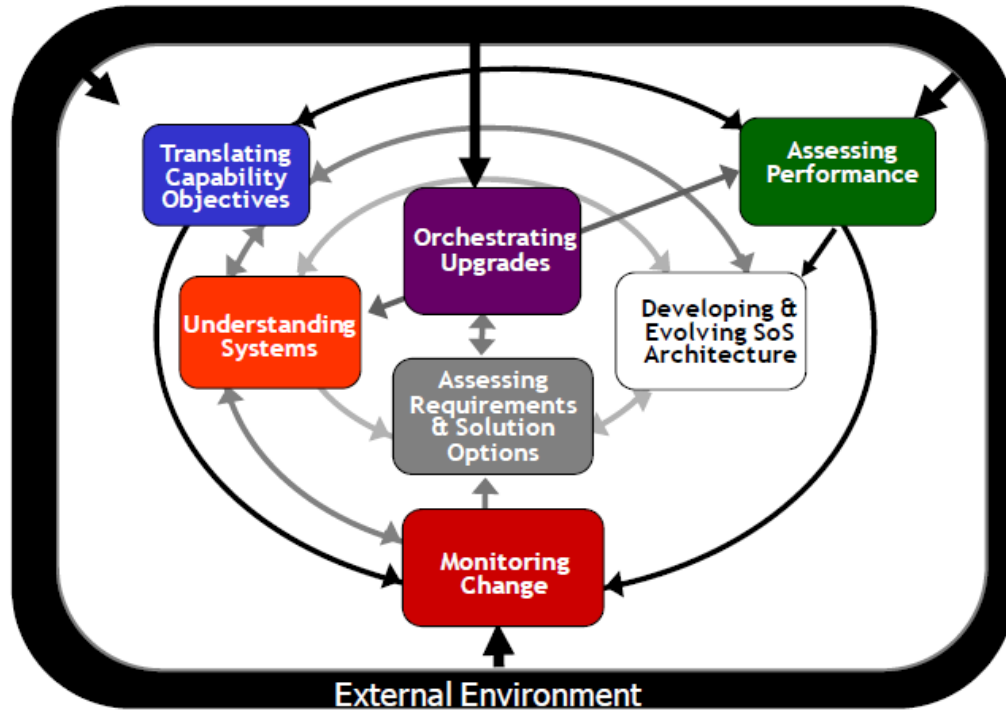 Translating
Capability
Objectives
Assessing
Performance
Orchestrating
Upgrades
Understanding
Systems
Developing &
Evolving SoS
Architecture
Assessing
Requirements
& Solution
Options
Monitoring
Change
External Environment